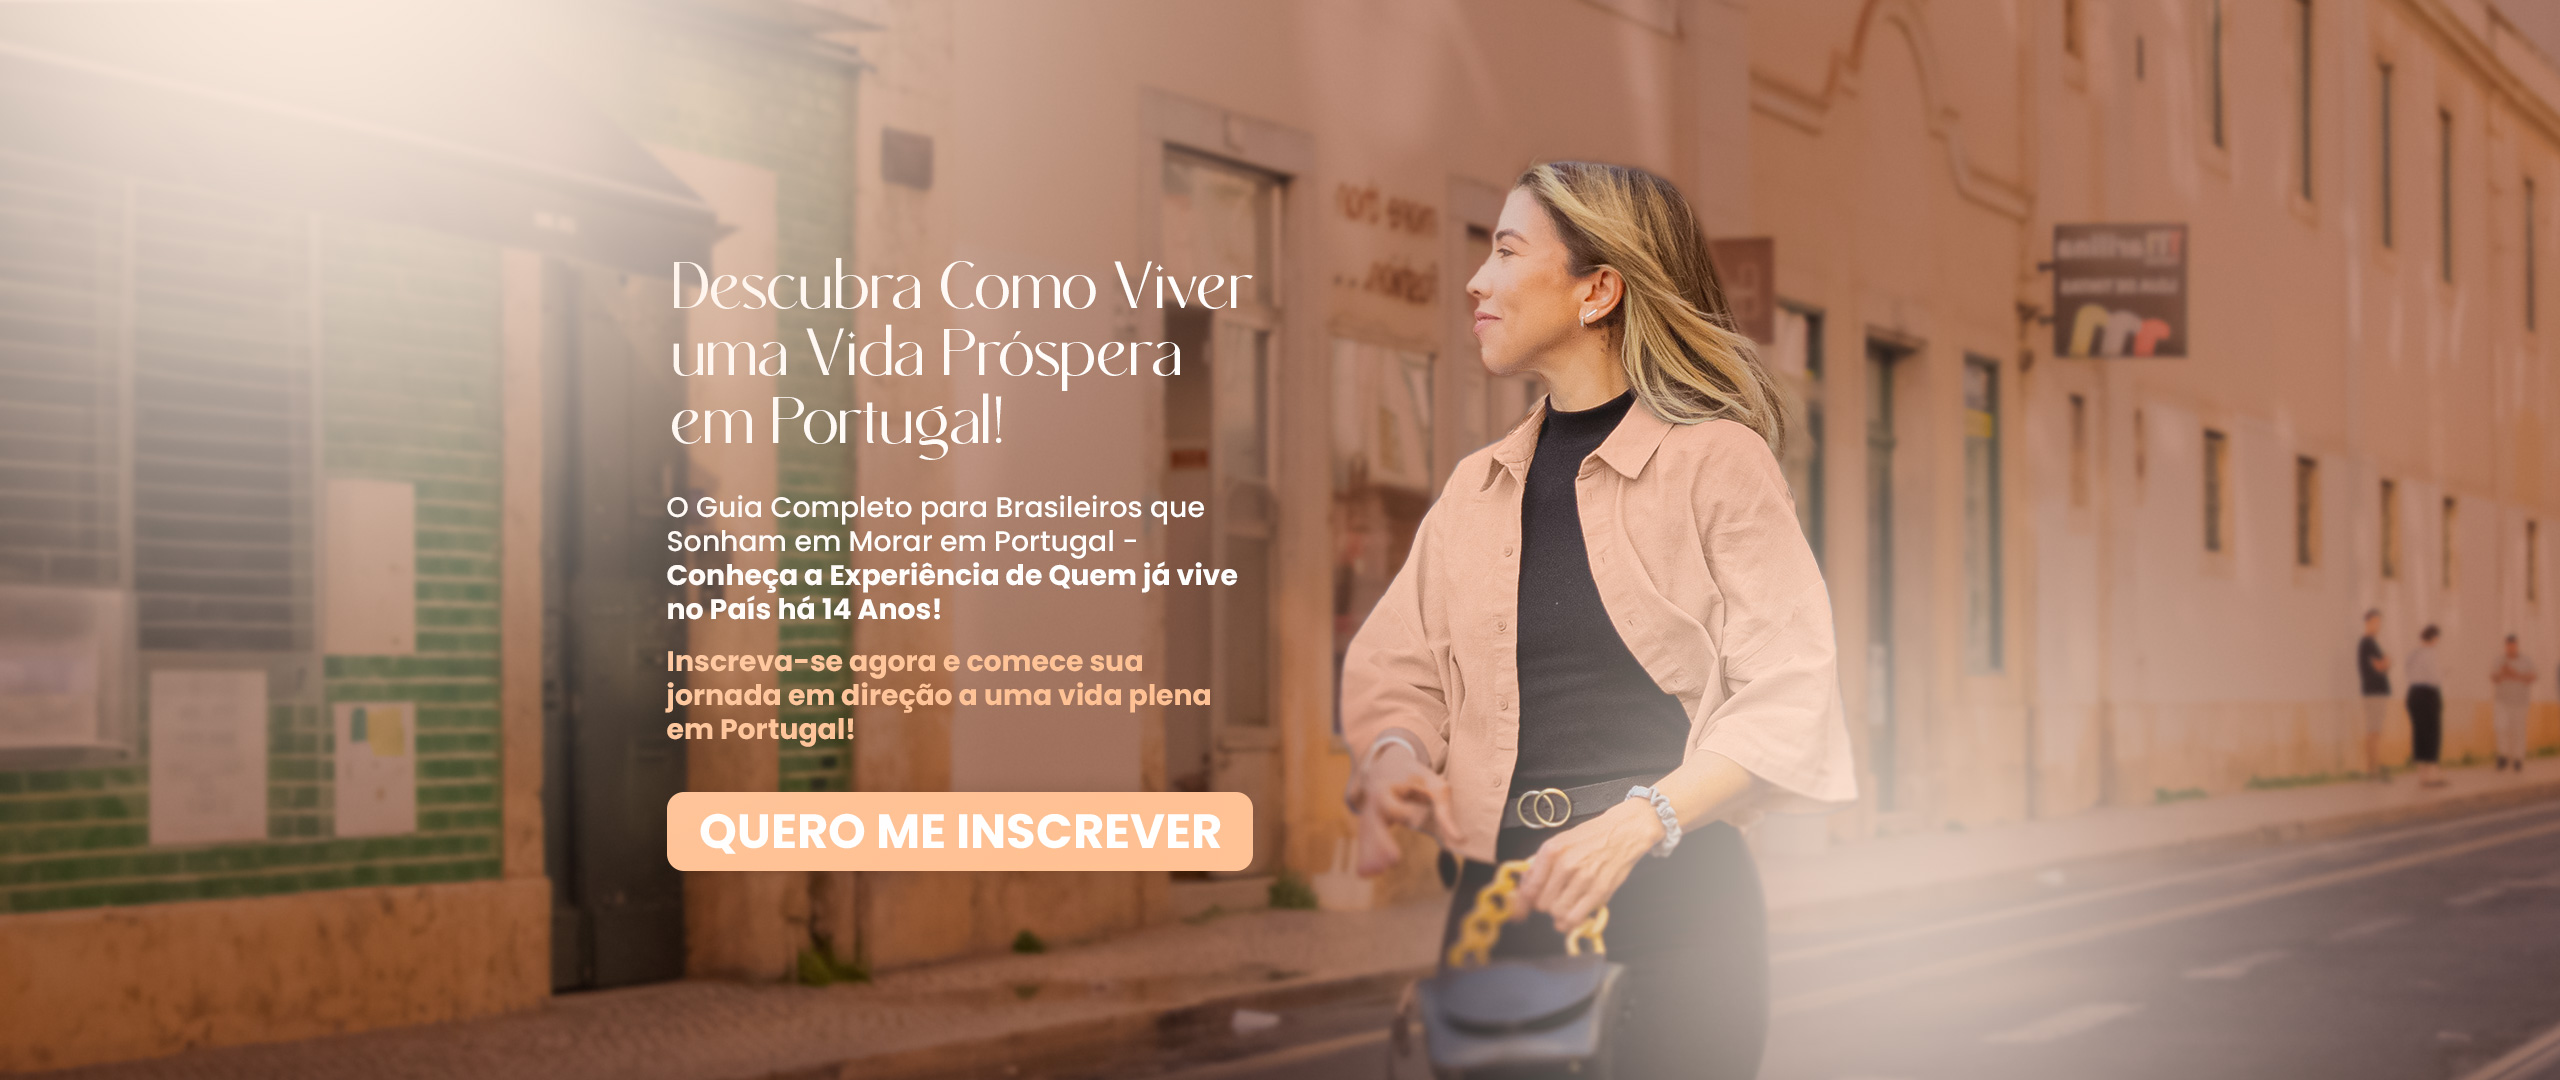 Descubra Como Viver
uma Vida Próspera
em Portugal!
O Guia Completo para Brasileiros que
Sonham em Morar em Portugal -
Conheça a Experiência de Quem já vive
no País há 14 Anos!
Inscreva-se agora e comece sua
jornada em direção a uma vida plena
em Portugal!
QUERO ME INSCREVER